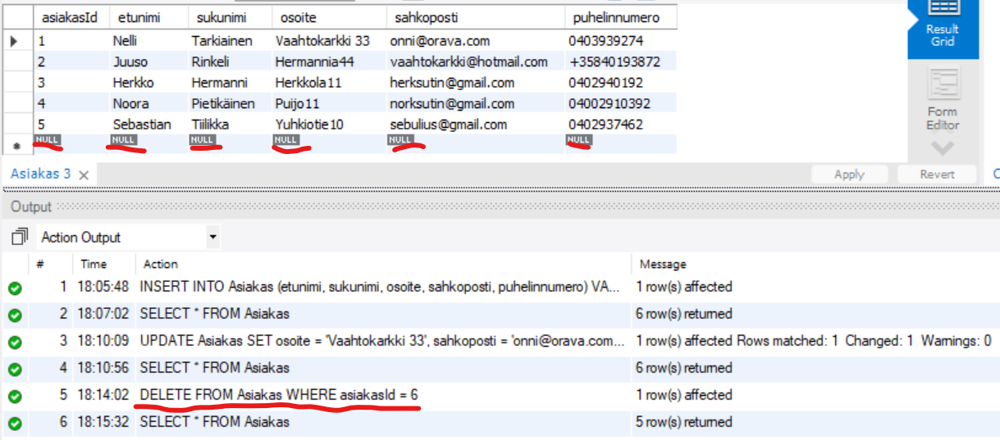 asiakasId etunimi sukunimi osoite sahkoposti puhelinnumero
1 Nelli Tarkiainen Vaahtokarkki 33 onni@orava.com 0403939274
2 Juuso Rinkeli Hermannia44 vaahtokarkki@hotmail.com +35840193872
3 Herkko Hermanni Herkkola11 herksutin@gmail.com 0402940192
4 Noora Pietikäinen Puijo11 norksutin@gmail.com 04002910392
5 Sebastian Tiilikka Yuhkiotie10 sebulius@gmail.com 0402937462
NULL NULL NULL NULL NULL NULL
Result
Grid
Form
Editor
Asiakas 3 Apply Revert
Output
Action Output
# Time Action Message
1 18:05:48 INSERT INTO Asiakas (etunimi, sukunimi, osoite, sahkoposti, puhelinnumero) VA... 1 row(s) affected
2 18:07:02 SELECT * FROM Asiakas 6 row(s) returned
3 18:10:09 UPDATE Asiakas SET osoite = 'Vaahtokarkki 33', sahkoposti = 'onni@orava.com... 1 row(s) affected Rows matched: 1 Changed: 1 Warnings: 0
4 18:10:56 SELECT * FROM Asiakas 6 row(s) returned
5 18:14:02 DELETE FROM Asiakas WHERE asiakasId = 6 1 row(s) affected
6 18:15:32 SELECT * FROM Asiakas 5 row(s) returned